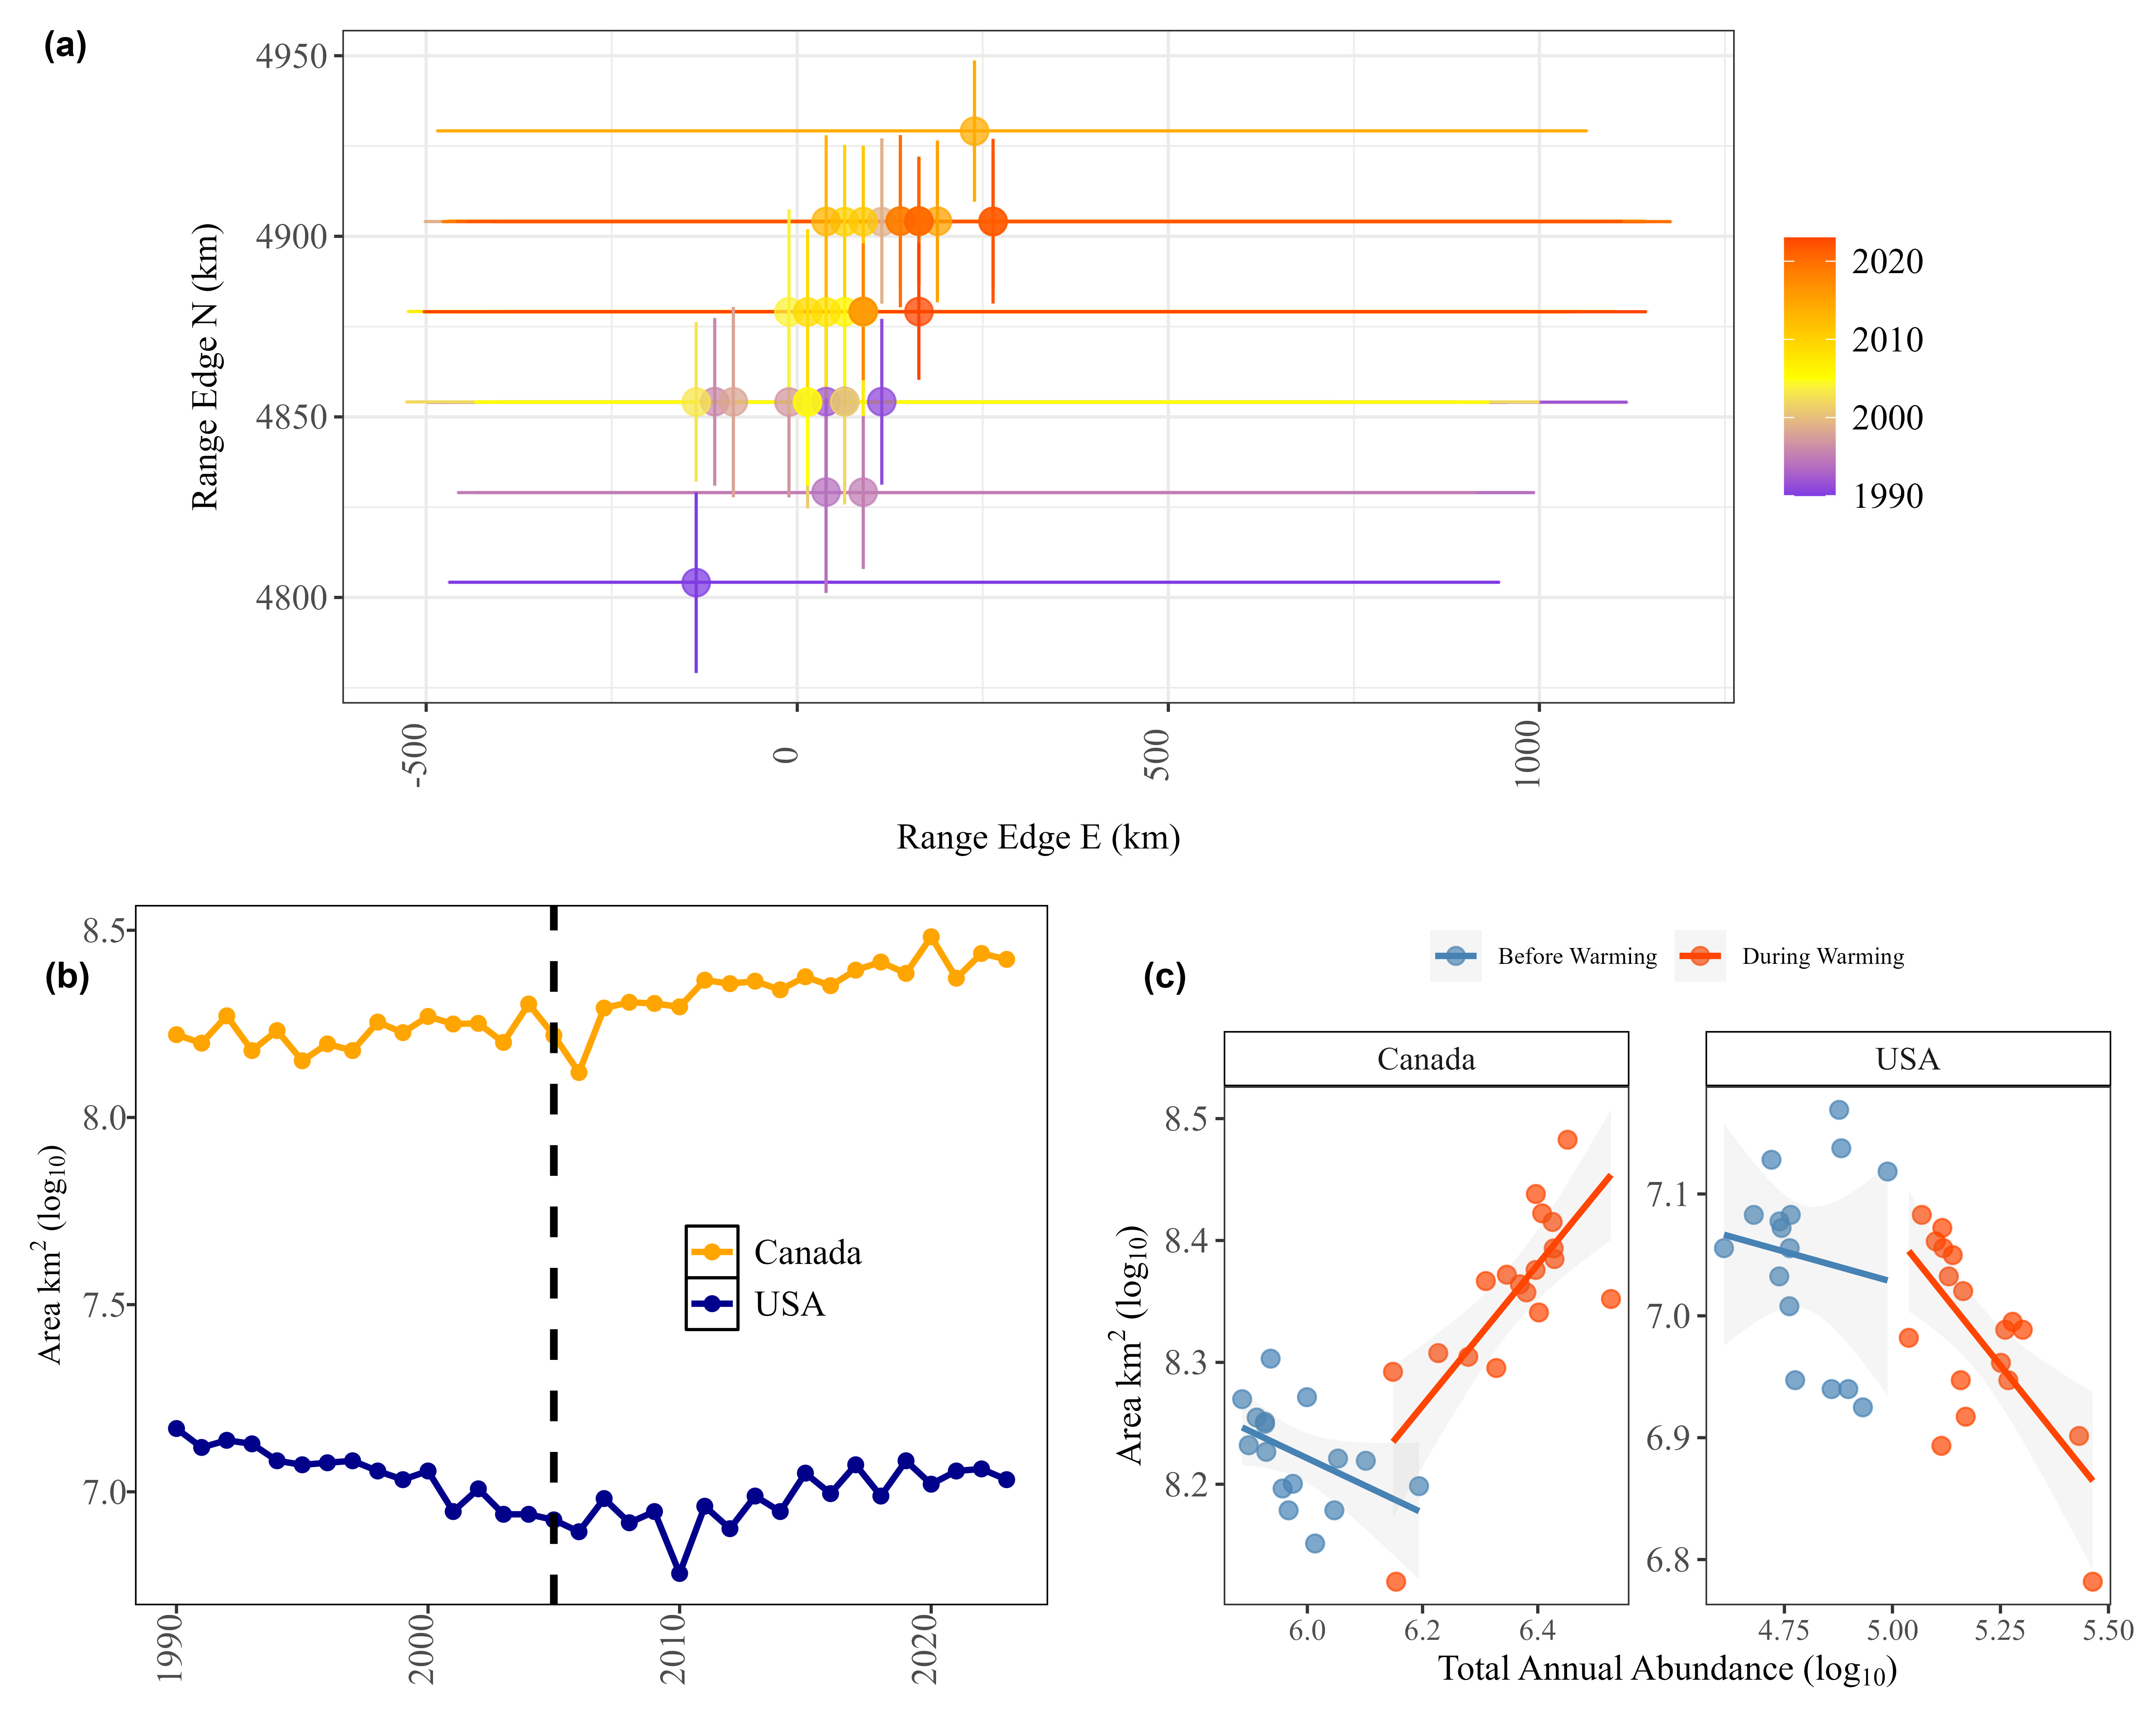 (a)
4950
4900
4850
4800
Range Edge N (km)
-500
0
500
1000
Range Edge E (km)
2020
2010
2000
1990
(b)
8.5
8.0
7.5
7.0
Area km² (log₁₀)
Canada
USA
1990
2000
2010
2020
(c)
Before Warming
During Warming
Canada
USA
8.5
8.4
8.3
8.2
7.1
7.0
6.9
6.8
Area km² (log₁₀)
6.0
6.2
6.4
4.75
5.00
5.25
5.50
Total Annual Abundance (log₁₀)